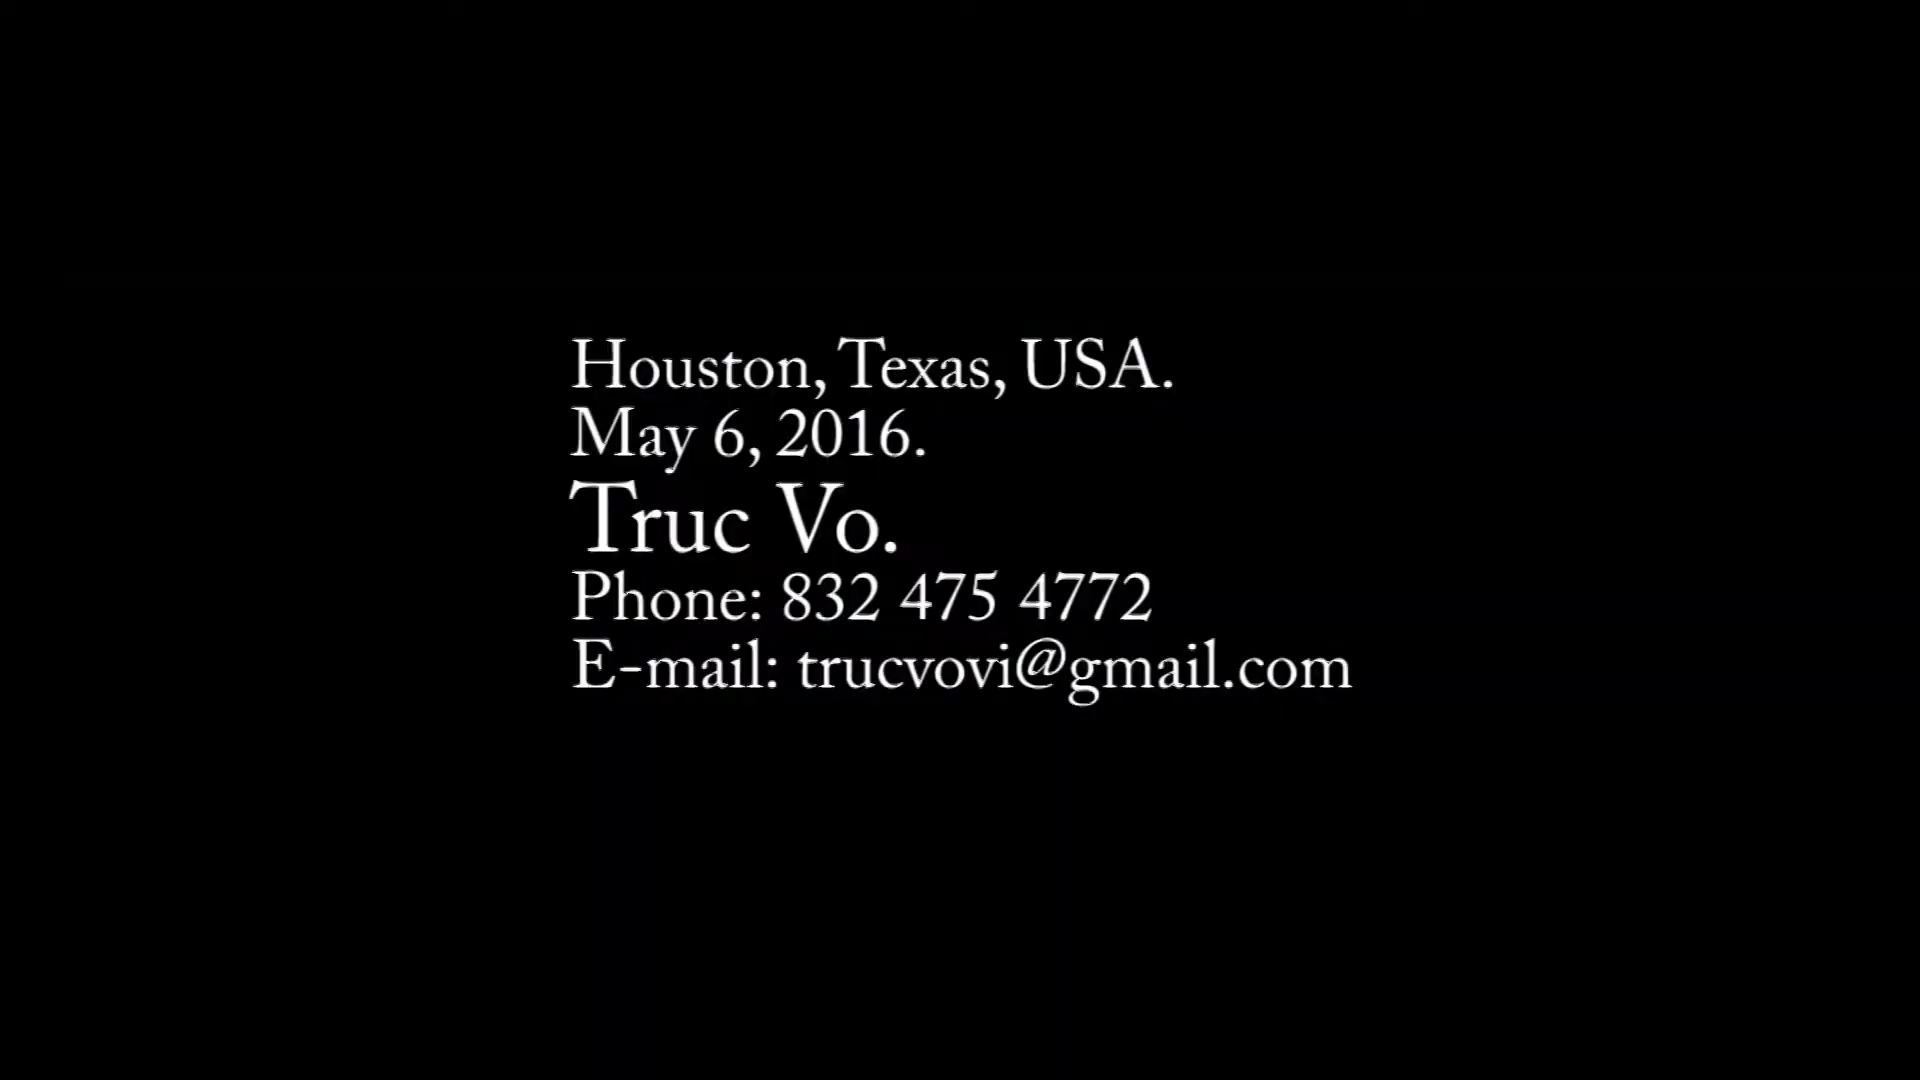 Houston, Texas, USA.
May 6, 2016.
Truc Vo.
Phone: 832 475 4772
E-mail: trucvovi@gmail.com